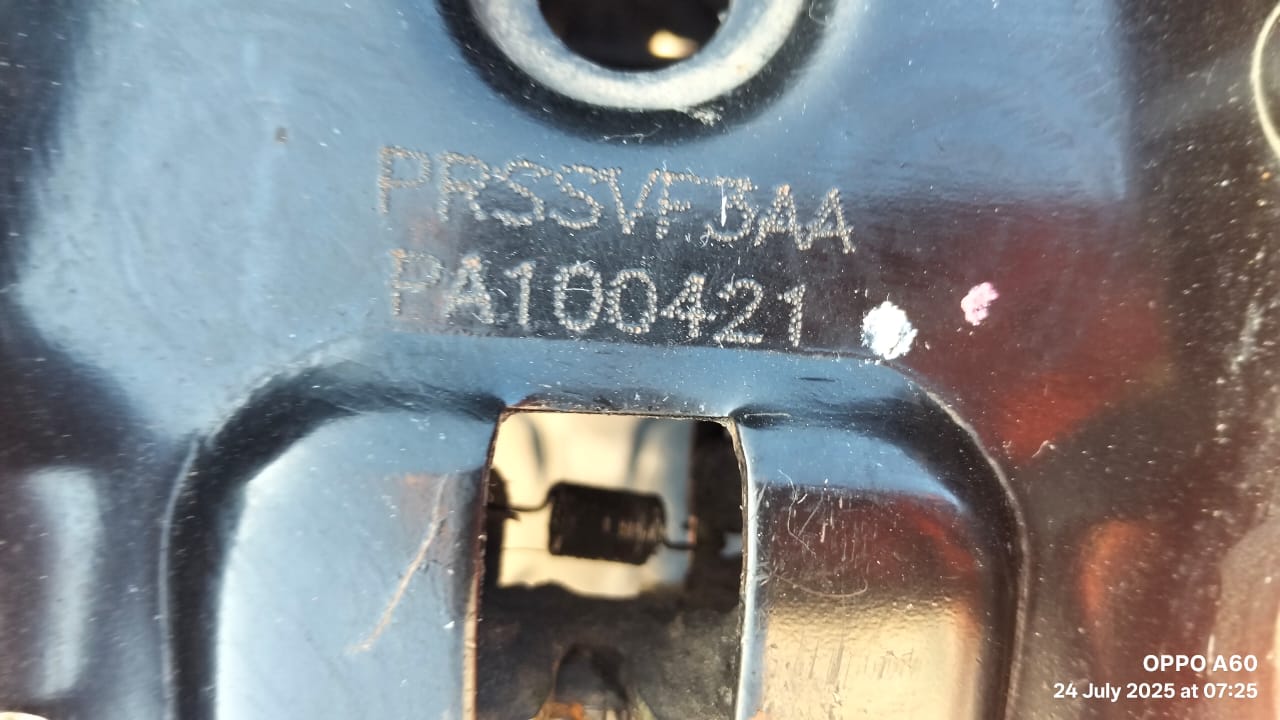 PRSSVF3AA
PA100421
OPPO A60
24 July 2025 at 07:25